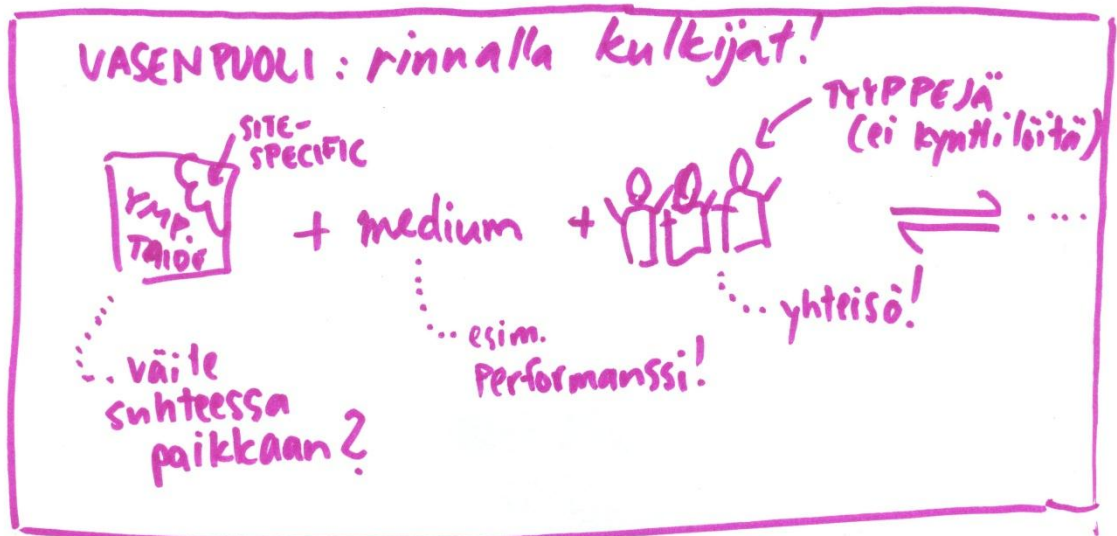 VASENPUOLI : rinnalla kulkijat!
SITE-
SPECIFIC
TYYPPEJÄ
(ei kynttilöitä)
YMP.
TAIDE
+ medium +
....
... väite
suhteessa
paikkaan?
... esim.
Performanssi!
... yhteisö!